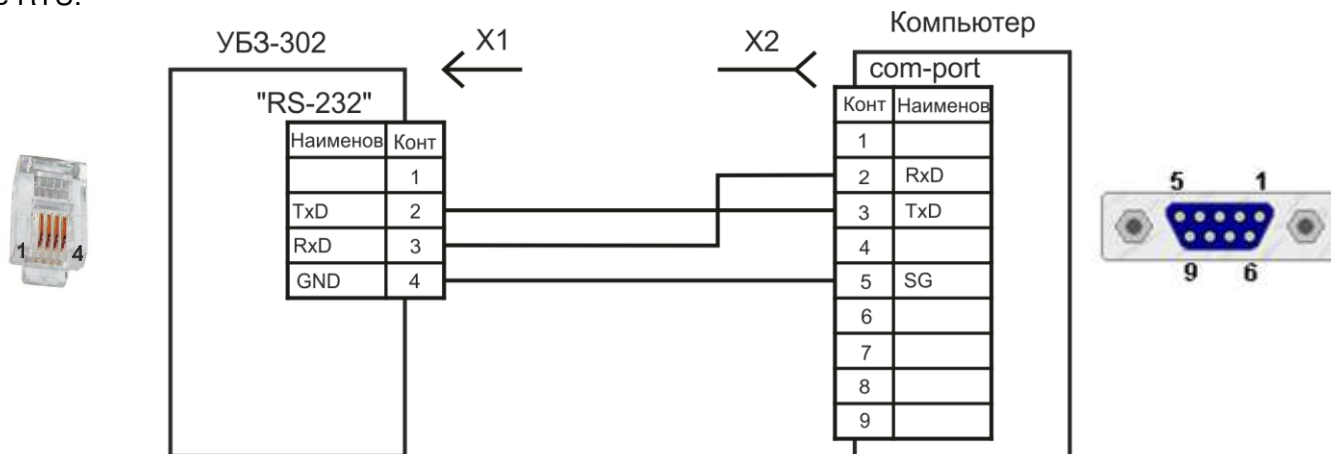 УБЗ-302
X1
X2
Компьютер
"RS-232"
com-port
Наименов Конт
1
TxD 2
RxD 3
GND 4
Конт Наименов
1
2 RxD
3 TxD
4
5 SG
6
7
8
9
1 4
5 1
9 6